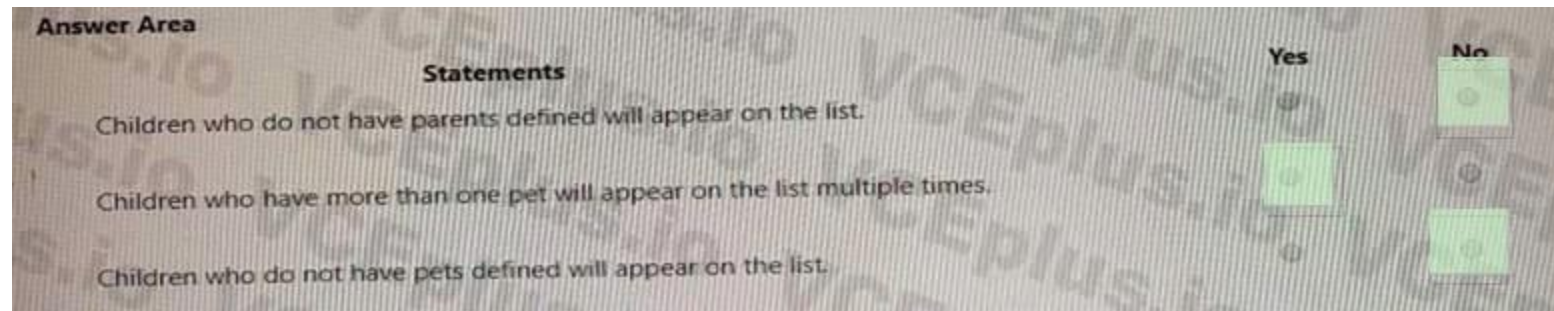 Answer Area
Statements Yes No
Children who do not have parents defined will appear on the list.
Children who have more than one pet will appear on the list multiple times.
Children who do not have pets defined will appear on the list.
VCEplus.io